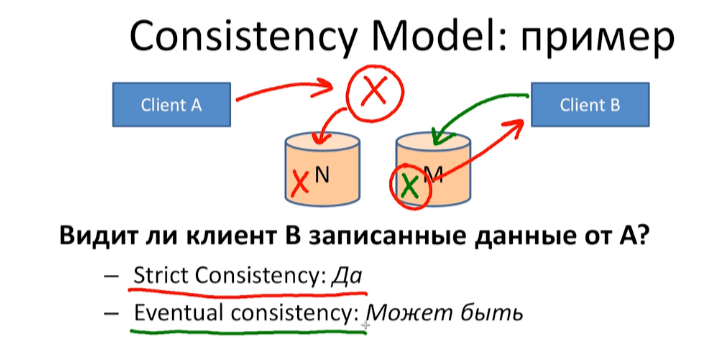 Consistency Model: пример
Client A
X
Client B
X N
X M
Видит ли клиент В записанные данные от А?
– Strict Consistency: Да
– Eventual consistency: Может быть